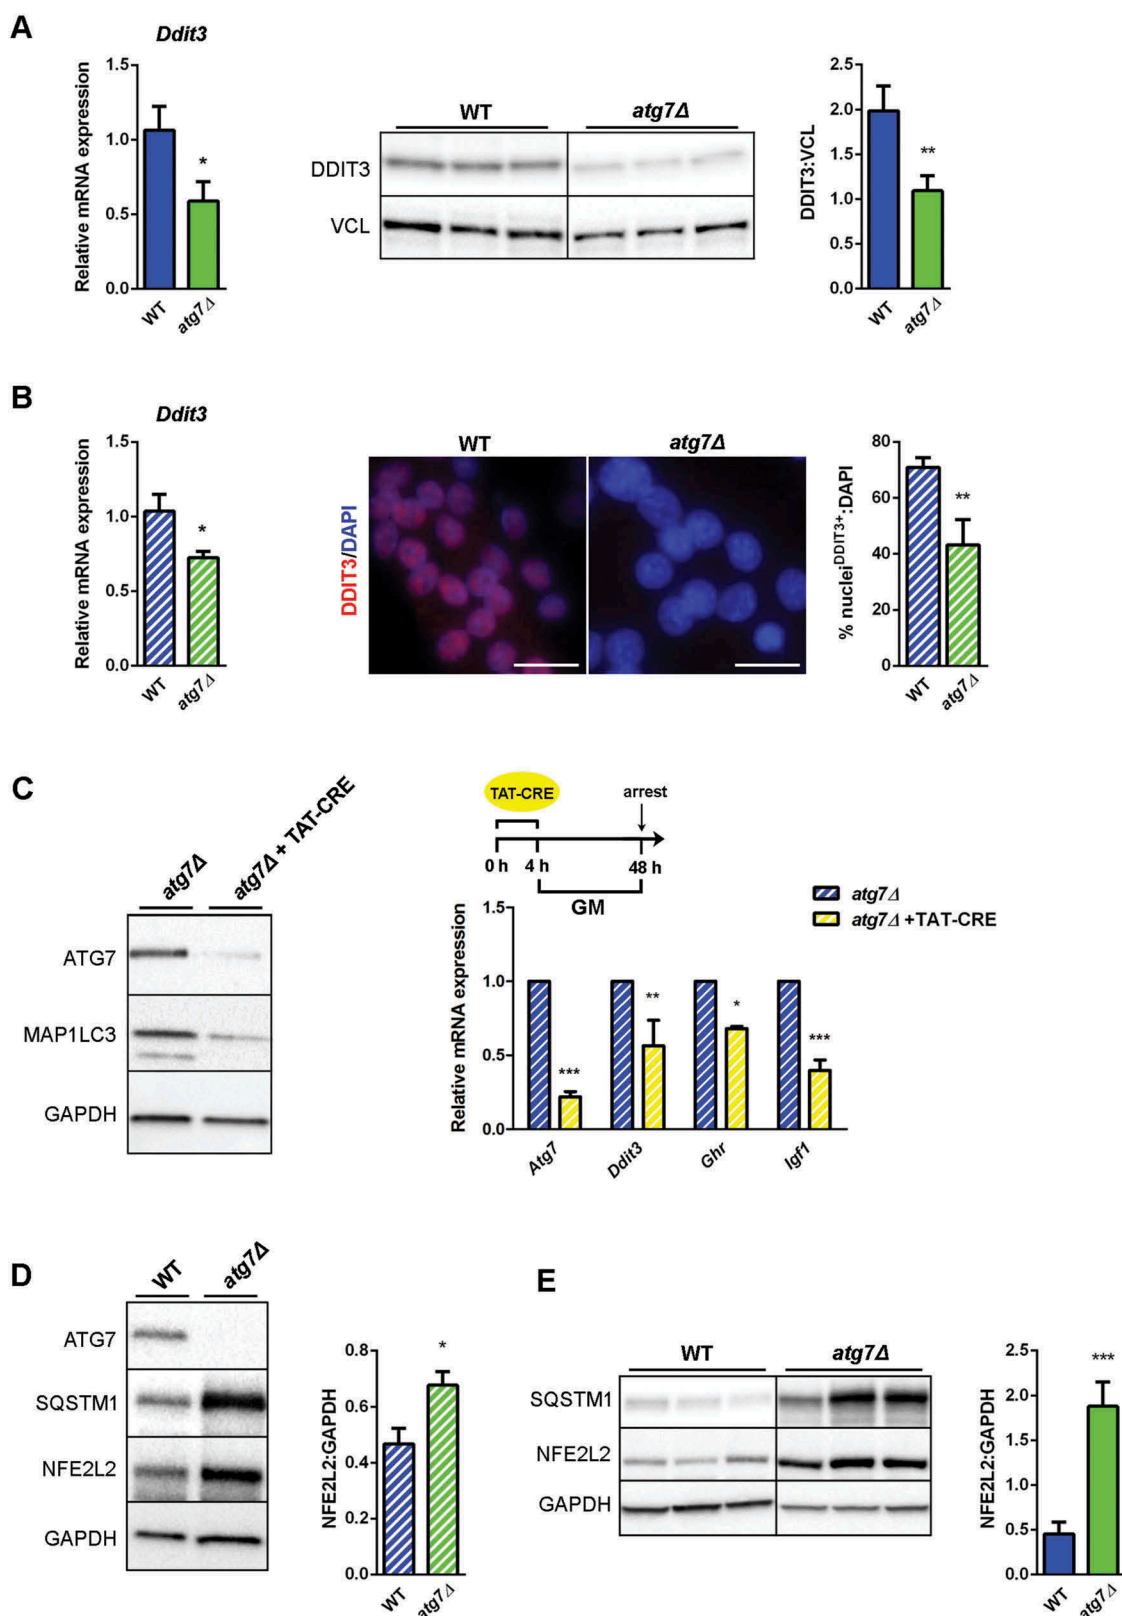 A
Ddit3
Relative mRNA expression
1.5
1.0
0.5
0.0
WT
atg7Δ
*
WT
atg7Δ
DDIT3
VCL
DDIT3:VCL
2.5
2.0
1.5
1.0
0.5
0.0
**
WT
atg7Δ
B
Ddit3
Relative mRNA expression
1.5
1.0
0.5
0.0
*
WT
atg7Δ
DDIT3/DAPI
WT
atg7Δ
% nuclei^DDIT3+:DAPI
80
60
40
20
0
**
WT
atg7Δ
C
atg7Δ
atg7Δ + TAT-CRE
ATG7
MAP1LC3
GAPDH
TAT-CRE
arrest
0 h
4 h
48 h
GM
atg7Δ
atg7Δ +TAT-CRE
Relative mRNA expression
1.5
1.0
0.5
0.0
***
**
*
***
Atg7
Ddit3
Ghr
Igf1
D
WT
atg7Δ
ATG7
SQSTM1
NFE2L2
GAPDH
NFE2L2:GAPDH
0.8
0.6
0.4
0.2
0.0
*
WT
atg7Δ
E
WT
atg7Δ
SQSTM1
NFE2L2
GAPDH
NFE2L2:GAPDH
2.5
2.0
1.5
1.0
0.5
0.0
***
WT
atg7Δ